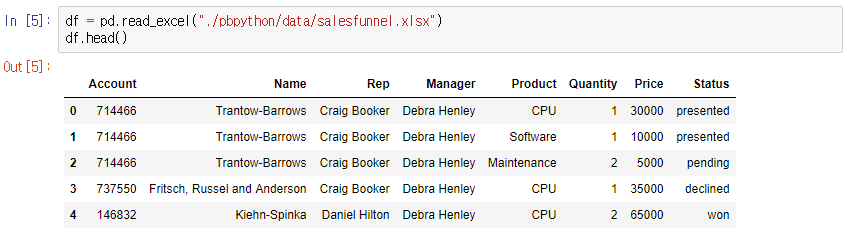 In [5]: df = pd.read_excel("./pbpython/data/salesfunnel.xlsx")
df.head()
Out[5]:
Account Name Rep Manager Product Quantity Price Status
0 714466 Trantow-Barrows Craig Booker Debra Henley CPU 1 30000 presented
1 714466 Trantow-Barrows Craig Booker Debra Henley Software 1 10000 presented
2 714466 Trantow-Barrows Craig Booker Debra Henley Maintenance 2 5000 pending
3 737550 Fritsch, Russel and Anderson Craig Booker Debra Henley CPU 1 35000 declined
4 146832 Kiehn-Spinka Daniel Hilton Debra Henley CPU 2 65000 won